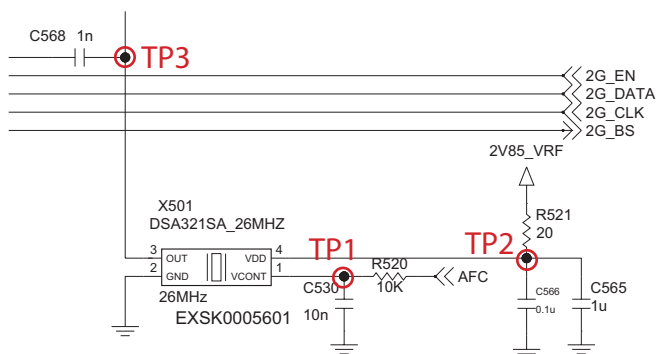 C568 1n
TP3
2G_EN
2G_DATA
2G_CLK
2G_BS
2V85_VRF
X501
DSA321SA_26MHZ
R521
20
TP1
TP2
3 OUT VDD 4
2 GND VCONT 1
R520
10K
AFC
C530
10n
C566
0.1u
C565
1u
26MHz
EXSK0005601